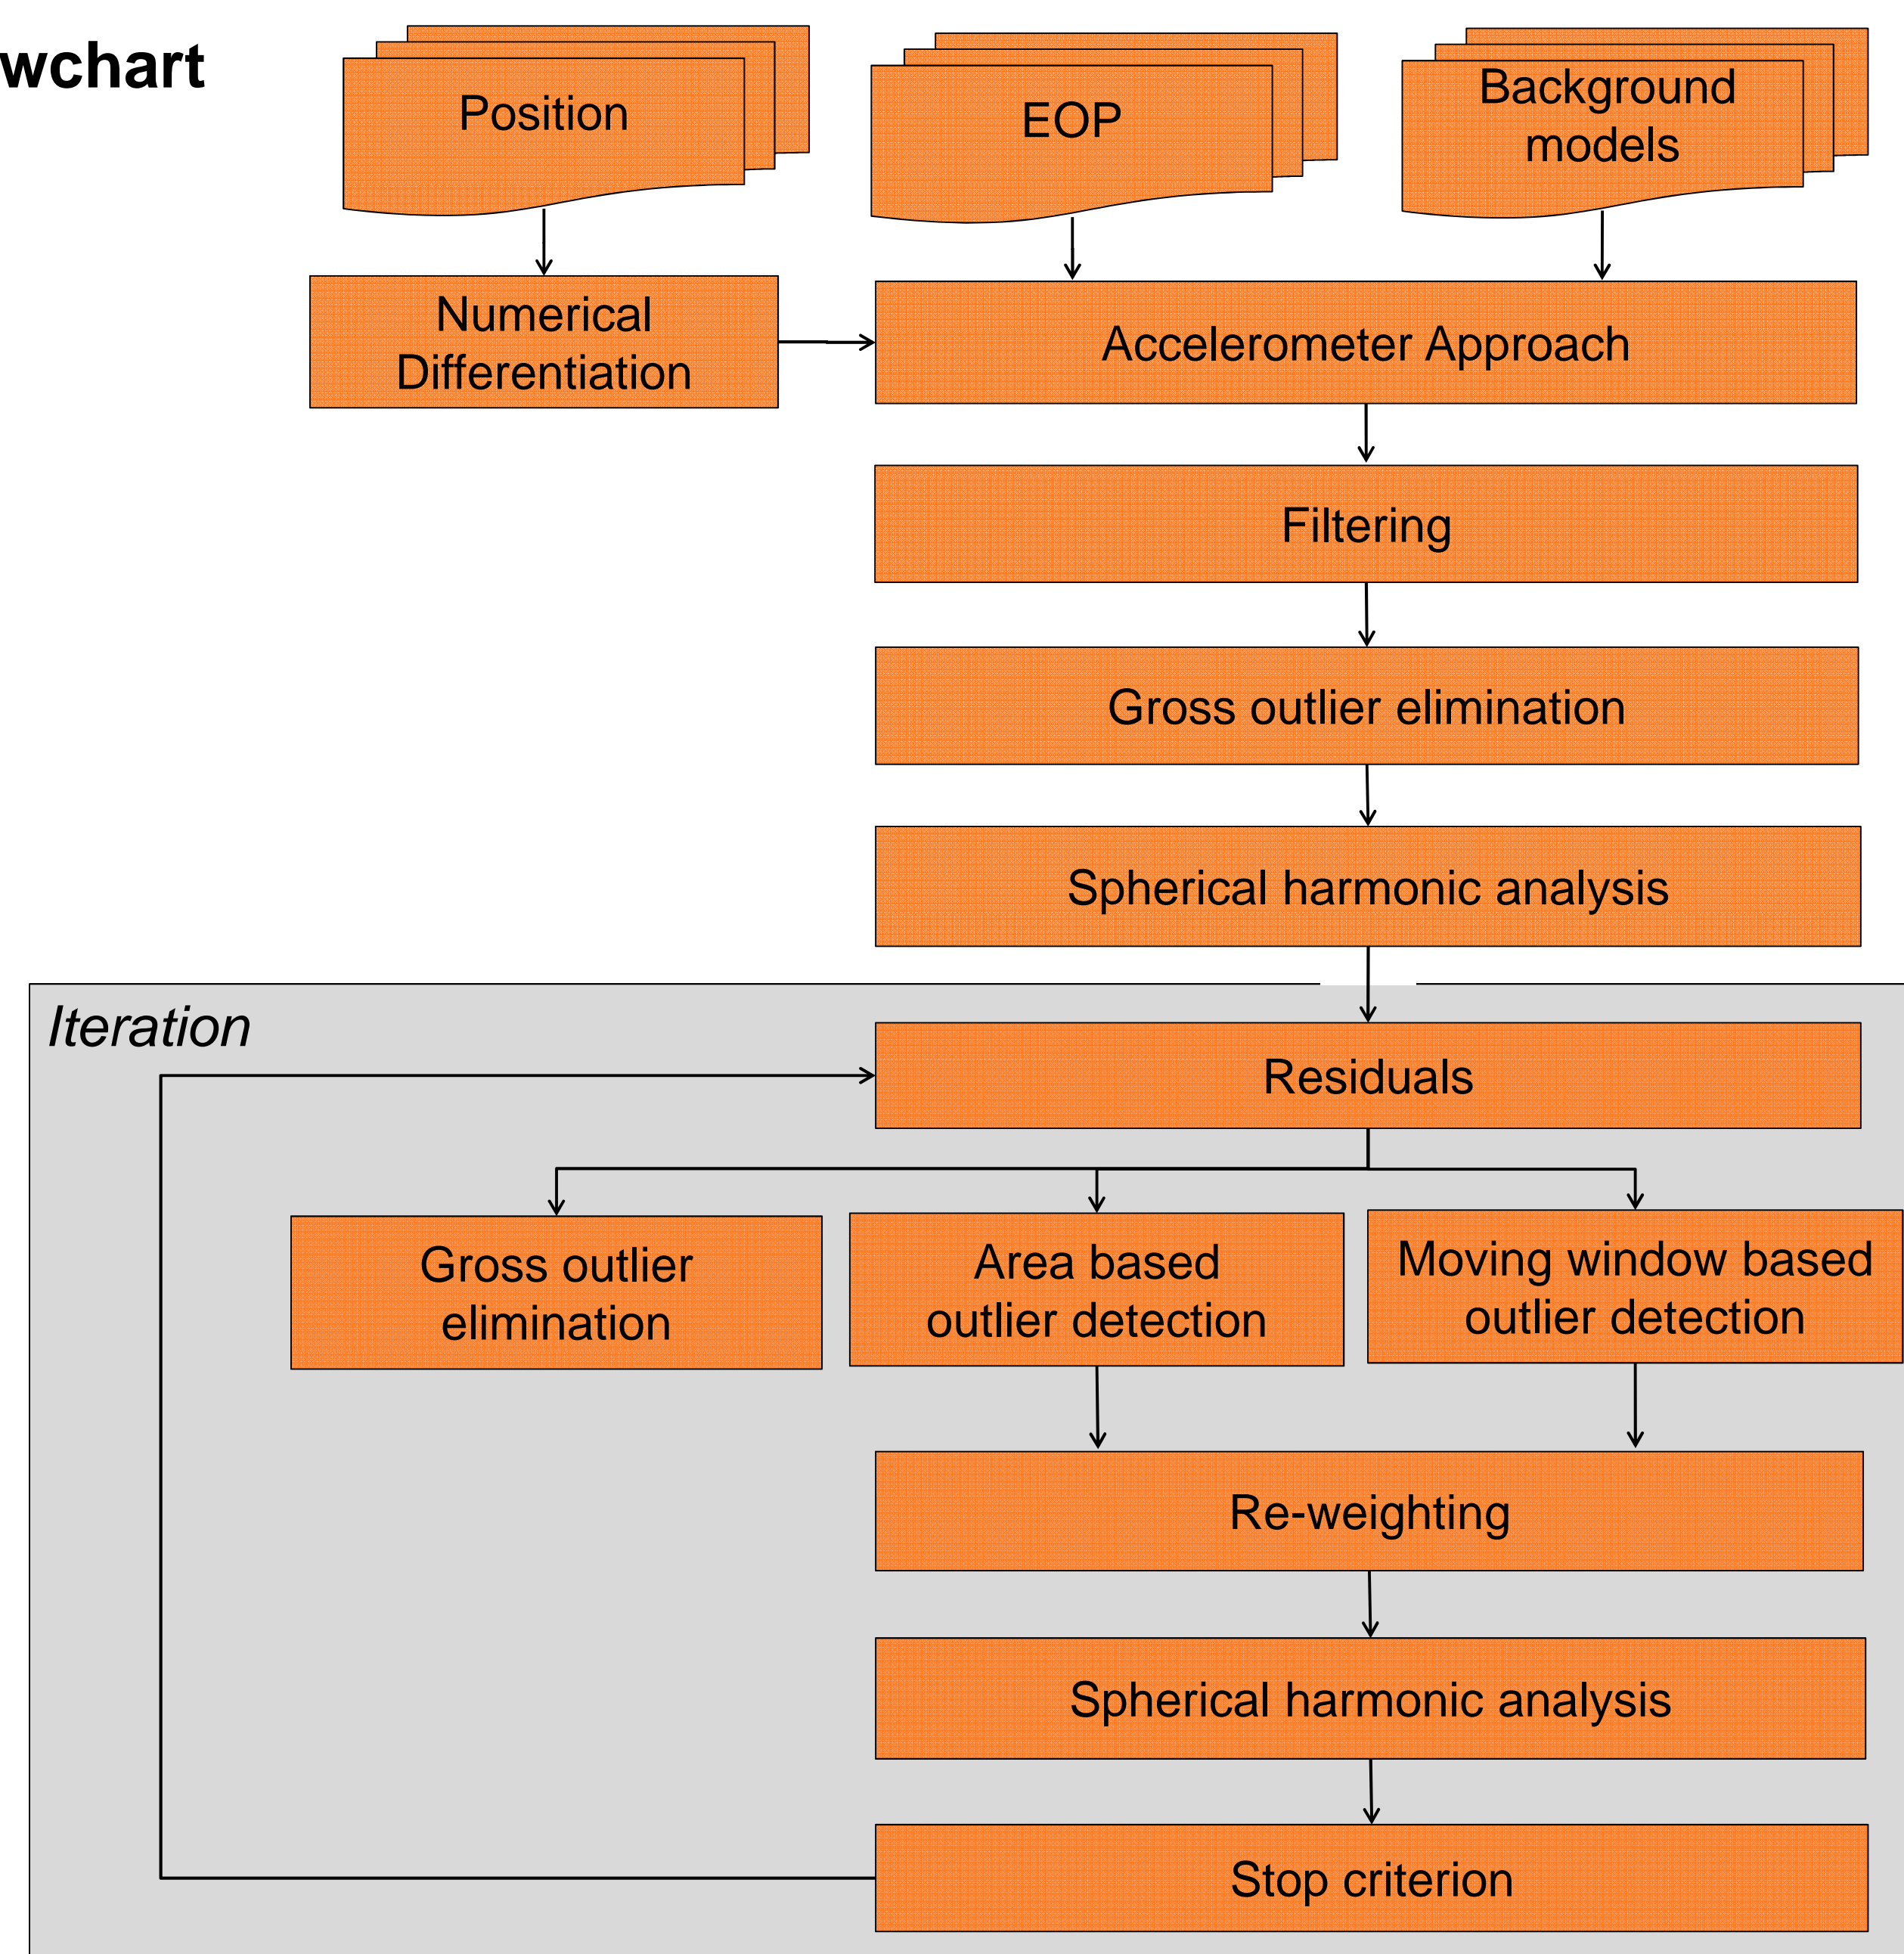 wchart
Position
EOP
Background
models
Numerical
Differentiation
Accelerometer Approach
Filtering
Gross outlier elimination
Spherical harmonic analysis
Iteration
Residuals
Gross outlier
elimination
Area based
outlier detection
Moving window based
outlier detection
Re-weighting
Spherical harmonic analysis
Stop criterion